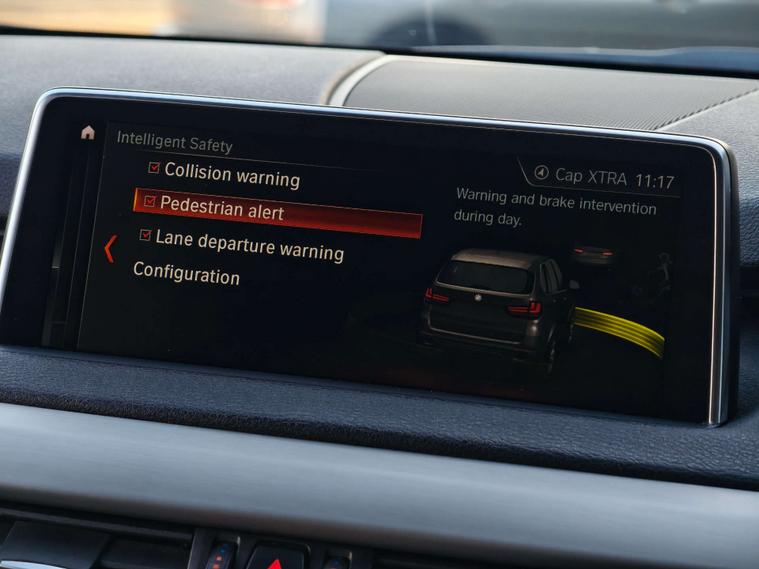 Intelligent Safety
Cap XTRA 11:17
Collision warning
Pedestrian alert
Lane departure warning
Configuration
Warning and brake intervention
during day.